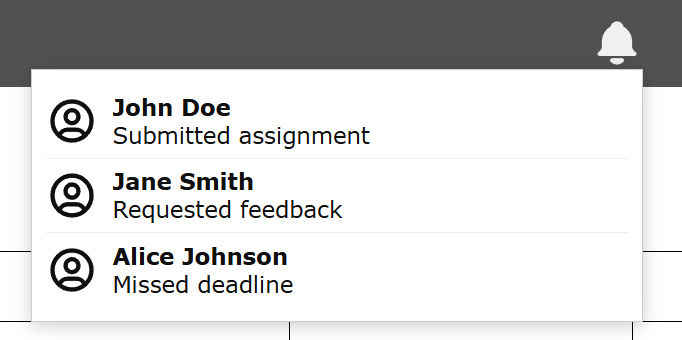 John Doe
Submitted assignment
Jane Smith
Requested feedback
Alice Johnson
Missed deadline